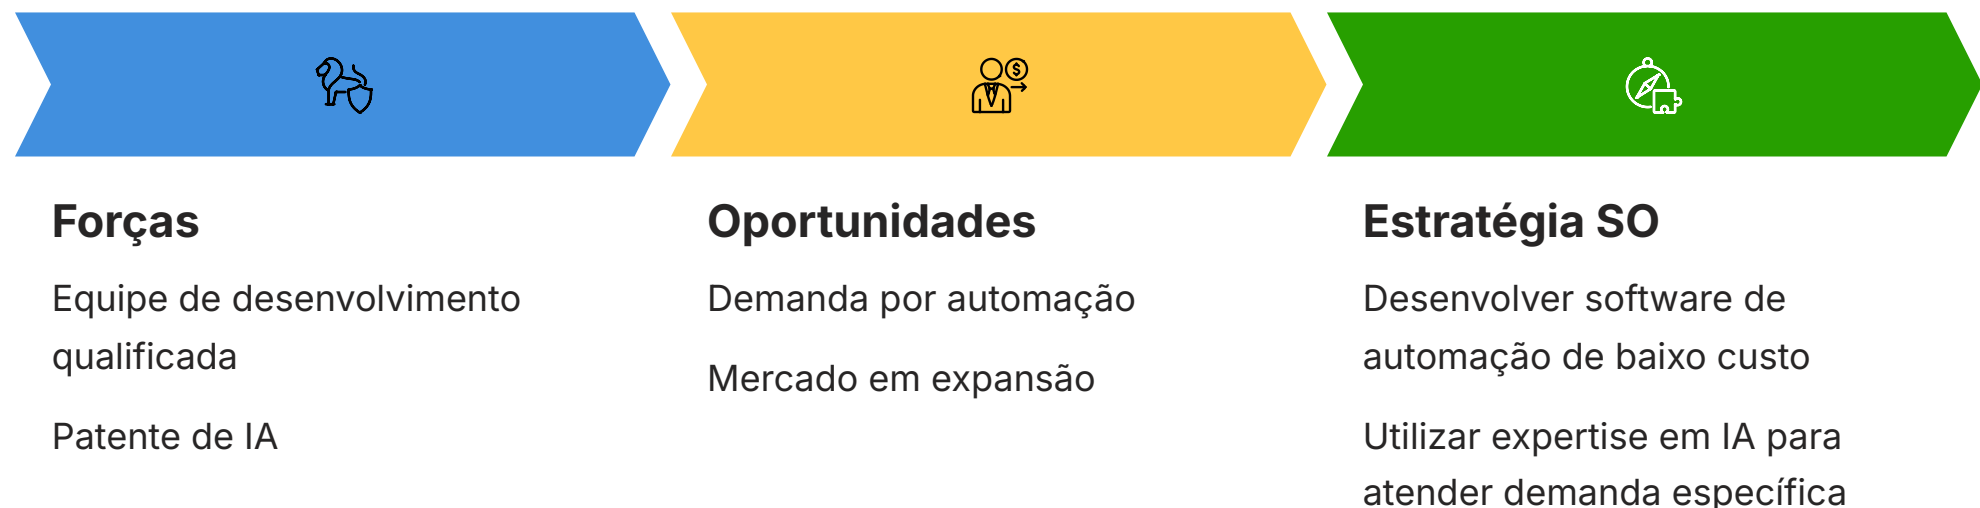 Forças
Equipe de desenvolvimento
qualificada
Patente de IA
Oportunidades
Demanda por automação
Mercado em expansão
Estratégia SO
Desenvolver software de
automação de baixo custo
Utilizar expertise em IA para
atender demanda específica